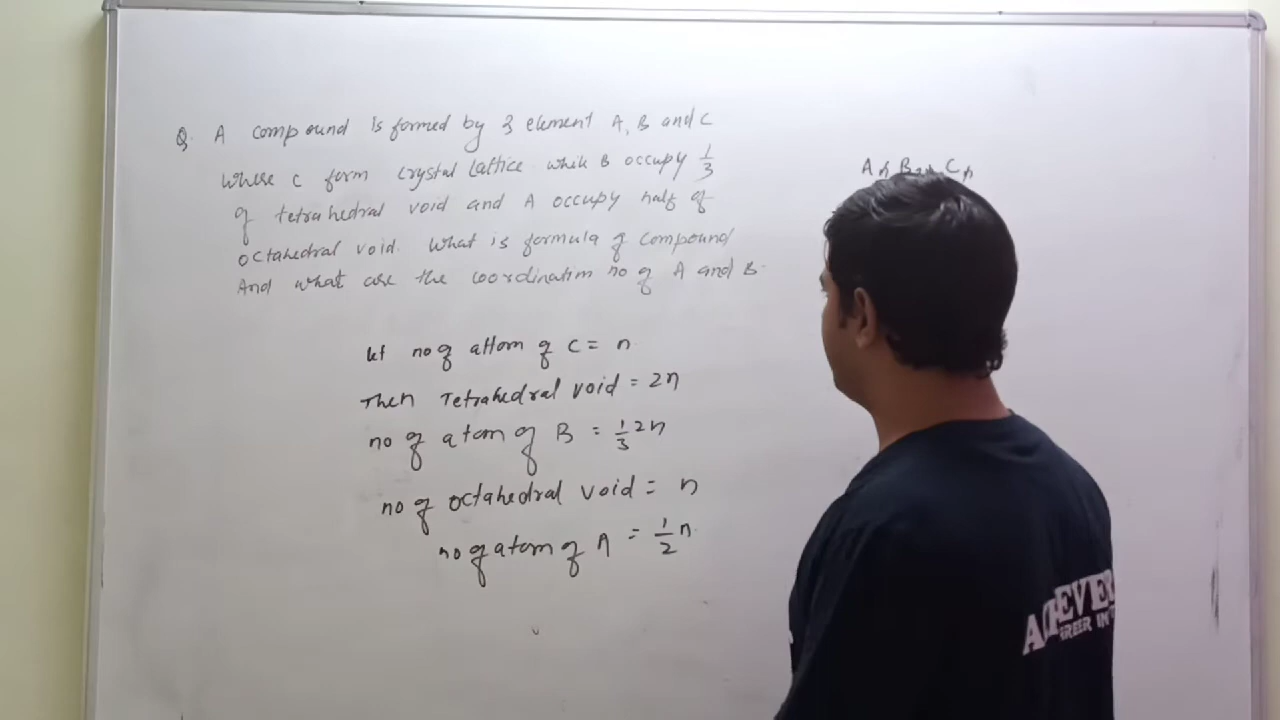 Q. A compound is formed by 3 element A, B and C
where C form crystal lattice while B occupy 1/3
of tetrahedral void and A occupy half of
octahedral void. What is formula of compound
And what are the coordination no of A and B.
let no of attom of C = n
Then Tetrahedral void = 2n
no of atom of B = 1/3 2n
no of octahedral void = n
no of atom of A = 1/2 n